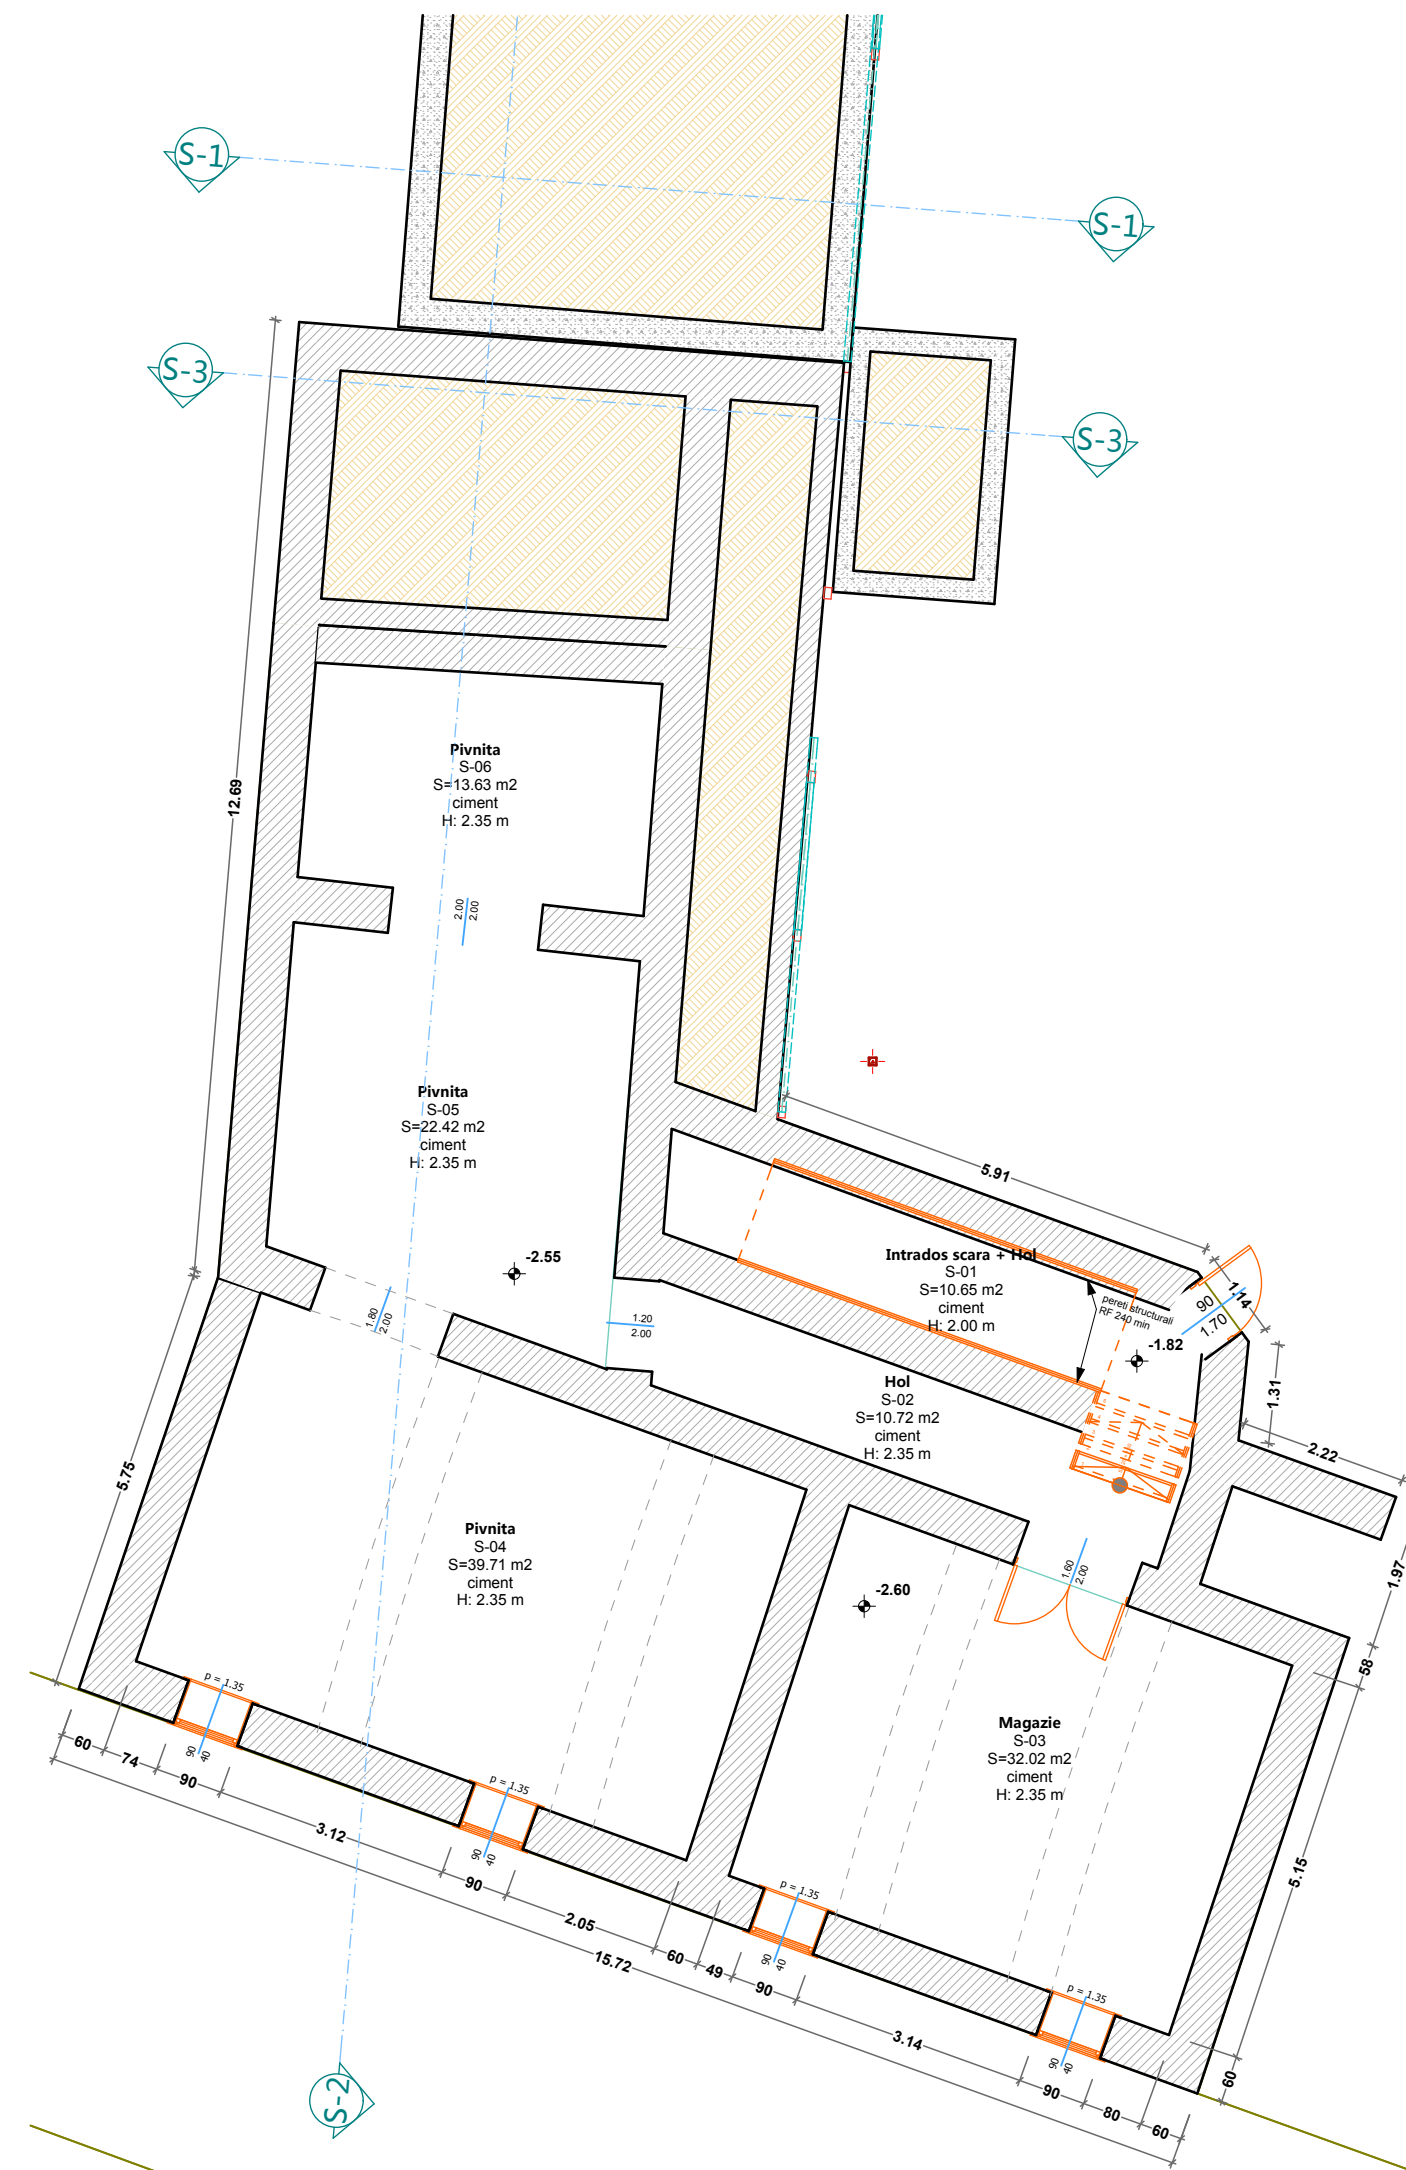 S-1
S-1
S-3
S-3
12.69
Pivnita
S-06
S=13.63 m2
ciment
H: 2.35 m
2.00
2.00
Pivnita
S-05
S=22.42 m2
ciment
H: 2.35 m
-2.55
5.91
Intrados scara + Hol
S-01
S=10.65 m2
ciment
H: 2.00 m
pereti structurali
RF 240 min
90
1.70
1.14
-1.82
1.31
2.22
1.80
2.00
1.20
2.00
Hol
S-02
S=10.72 m2
ciment
H: 2.35 m
5.75
Pivnita
S-04
S=39.71 m2
ciment
H: 2.35 m
1.60
2.00
-2.60
1.97
58
Magazie
S-03
S=32.02 m2
ciment
H: 2.35 m
5.15
p = 1.35
90
40
p = 1.35
90
40
p = 1.35
90
40
p = 1.35
90
40
60
74
90
3.12
90
2.05
60
49
90
3.14
90
80
60
60
15.72
S-2